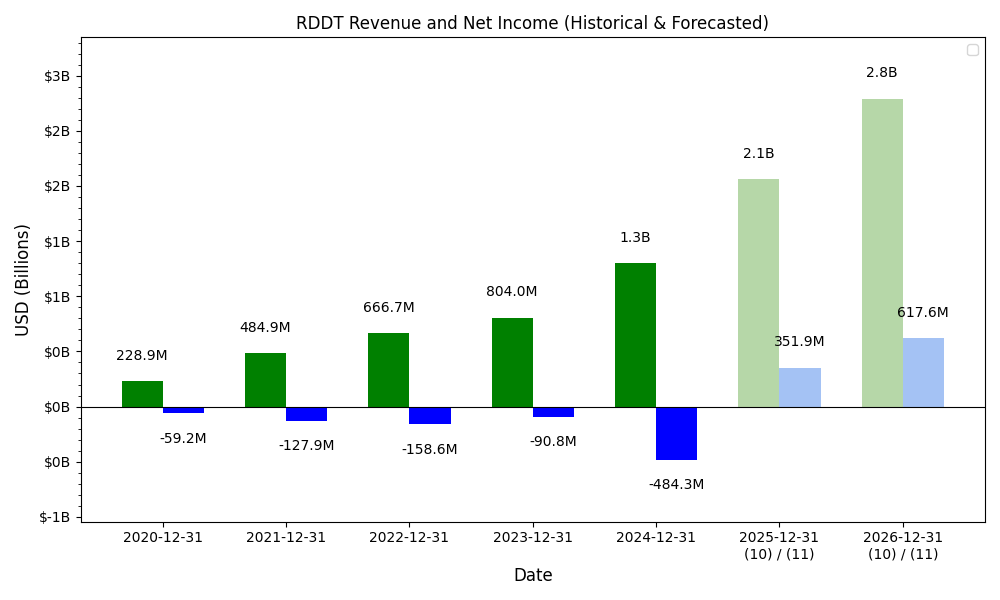 RDDT Revenue and Net Income (Historical & Forecasted)
$3B
$2B
$2B
$1B
$1B
$0B
$0B
$0B
$-1B
USD (Billions)
228.9M
-59.2M
484.9M
-127.9M
666.7M
-158.6M
804.0M
-90.8M
1.3B
-484.3M
2.1B
351.9M
2.8B
617.6M
2020-12-31
2021-12-31
2022-12-31
2023-12-31
2024-12-31
2025-12-31
(10) / (11)
2026-12-31
(10) / (11)
Date